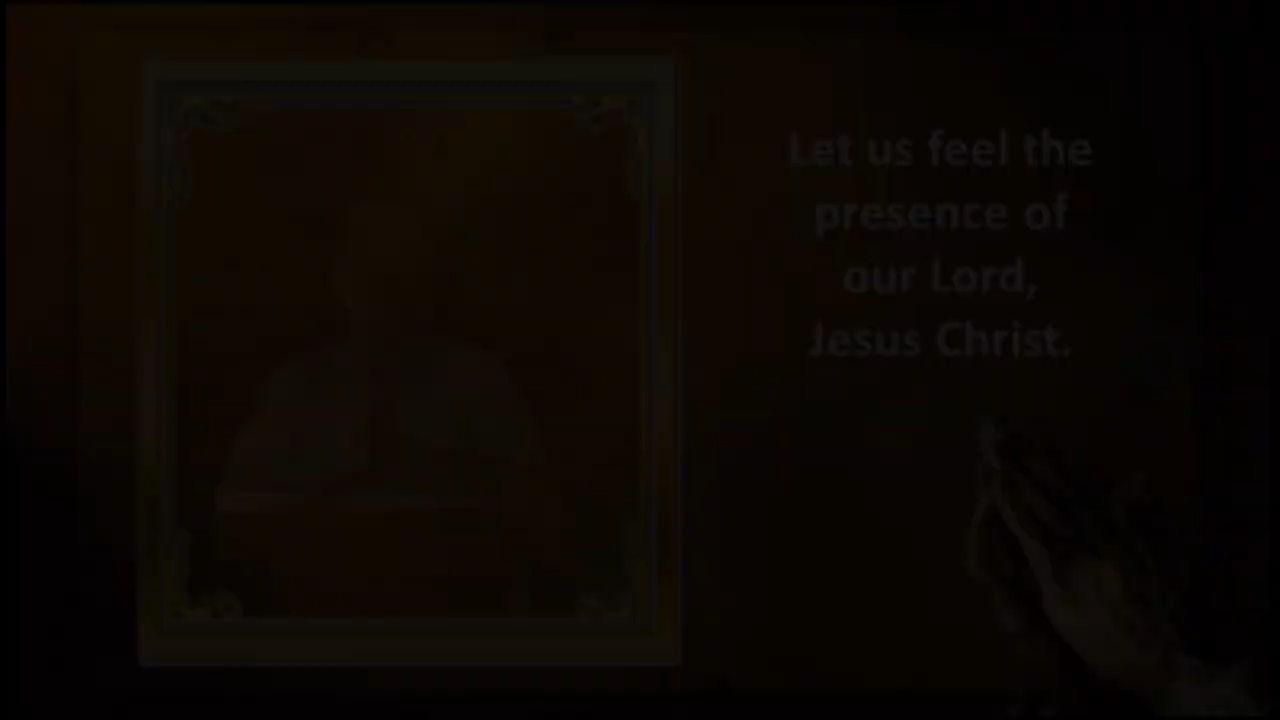 Let us feel the
presence of
our Lord,
Jesus Christ.